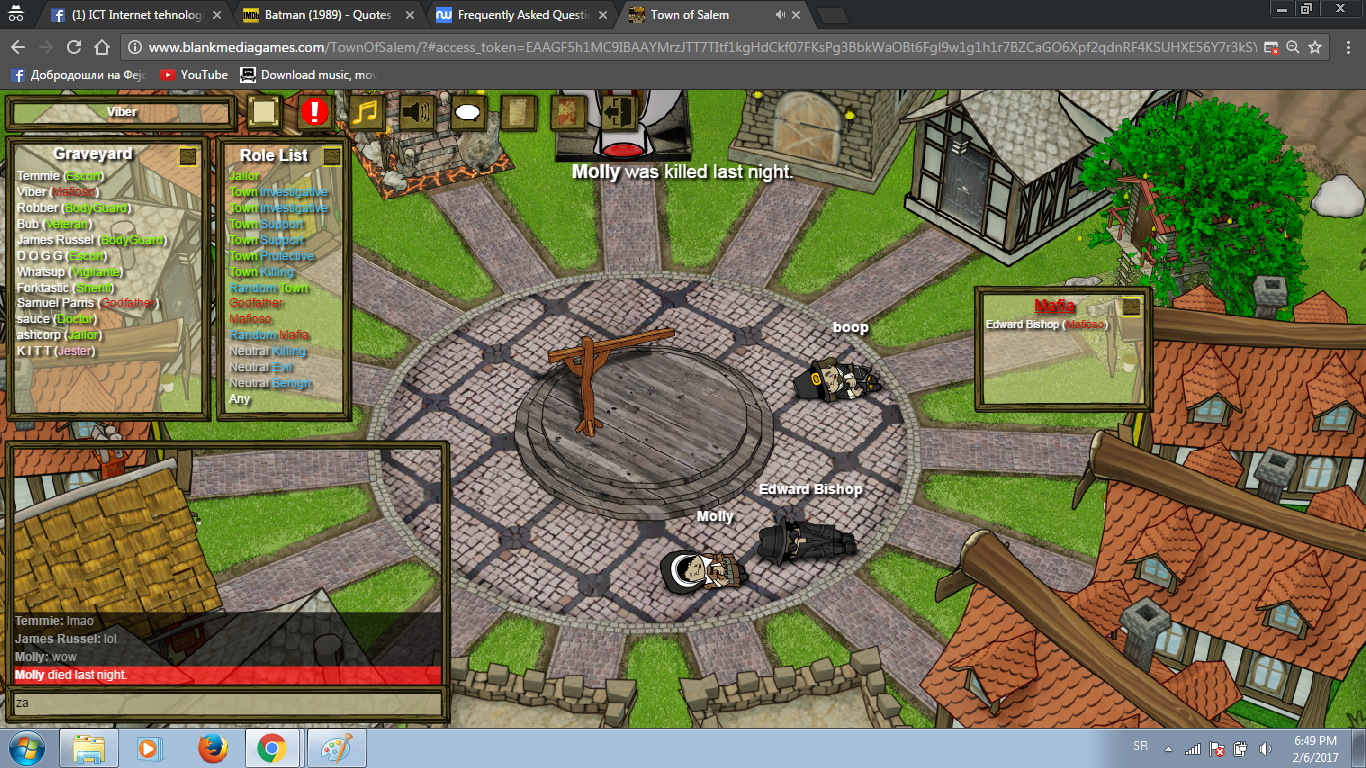 (1) ICT Internet tehnolog
Batman (1989) - Quotes
Frequently Asked Questi
Town of Salem
www.blankmediagames.com/TownOfSalem/?#access_token=EAAGF5h1MC9IBAAYMrzJTT7TItf1kgHdCkf07FKsPg3BbkWaOBt6Fgl9w1g1h1r7BZCaGO6Xpf2qdnRF4KSUHXE56Y7r3kSY
Добродошли на Фејс
YouTube
Download music, mov
Viber
Graveyard
Temmie (Escort)
Viber (Mafioso)
Robber (BodyGuard)
Bub (Veteran)
James Russel (BodyGuard)
D O G G (Escort)
Whatsup (Vigilante)
Forktastic (Sheriff)
Samuel Parris (Godfather)
sauce (Doctor)
ashcorp (Jailor)
K I T T (Jester)
Role List
Jailor
Town Investigative
Town Investigative
Town Support
Town Support
Town Protective
Town Killing
Random Town
Godfather
Mafioso
Random Mafia
Neutral Killing
Neutral Evil
Neutral Benign
Any
Molly was killed last night.
Mafia
Edward Bishop (Mafioso)
boop
Edward Bishop
Molly
Temmie: lmao
James Russel: lol
Molly: wow
Molly died last night.
za
SR
6:49 PM
2/6/2017